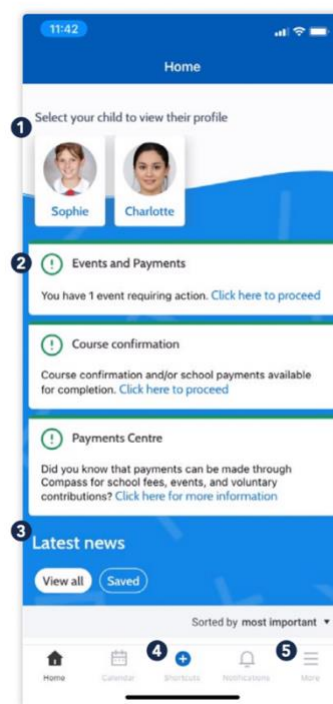 11:42
Home
1
Select your child to view their profile
Sophie
Charlotte
2
Events and Payments
You have 1 event requiring action. Click here to proceed
Course confirmation
Course confirmation and/or school payments available
for completion. Click here to proceed
Payments Centre
Did you know that payments can be made through
Compass for school fees, events, and voluntary
contributions? Click here for more information
3
Latest news
View all
Saved
Sorted by most important
4
5
Home
Calendar
Shortcuts
Notifications
More